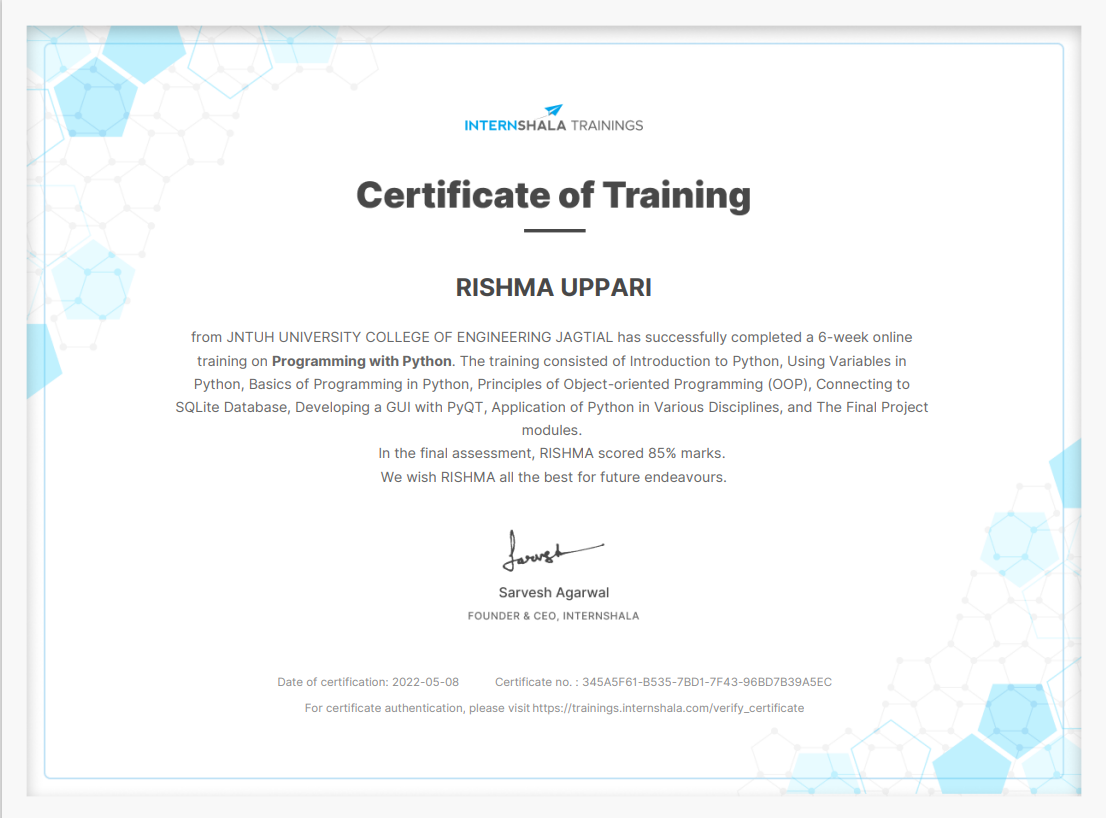 INTERNSHALA TRAININGS
Certificate of Training
RISHMA UPPARI
from JNTUH UNIVERSITY COLLEGE OF ENGINEERING JAGTIAL has successfully completed a 6-week online
training on Programming with Python. The training consisted of Introduction to Python, Using Variables in
Python, Basics of Programming in Python, Principles of Object-oriented Programming (OOP), Connecting to
SQLite Database, Developing a GUI with PyQT, Application of Python in Various Disciplines, and The Final Project
modules.
In the final assessment, RISHMA scored 85% marks.
We wish RISHMA all the best for future endeavours.
Sarvesh
Sarvesh Agarwal
FOUNDER & CEO, INTERNSHALA
Date of certification: 2022-05-08 Certificate no. : 345A5F61-B535-7BD1-7F43-96BD7B39A5EC
For certificate authentication, please visit https://trainings.internshala.com/verify_certificate